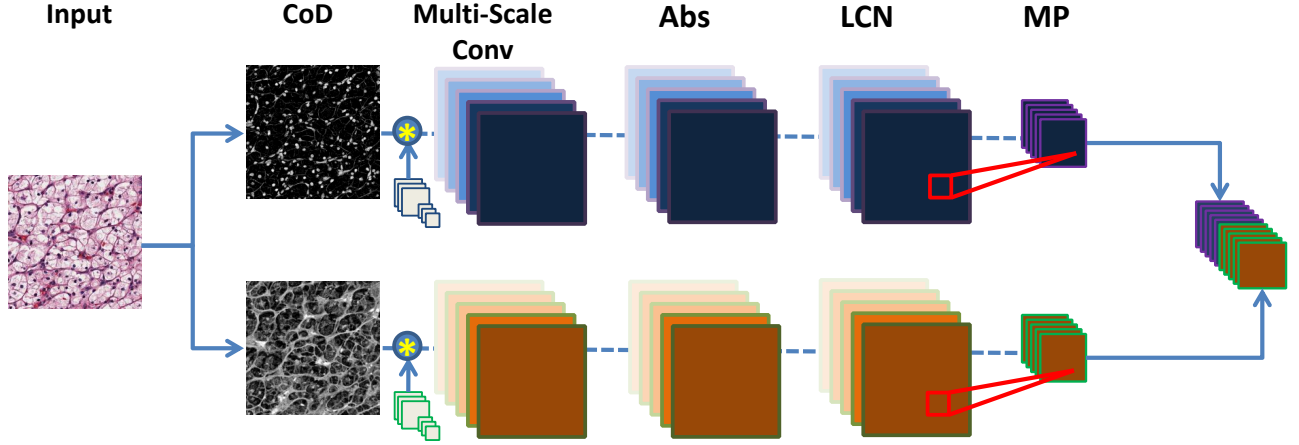 Input
CoD
Multi-Scale
Conv
Abs
LCN
MP
*
*